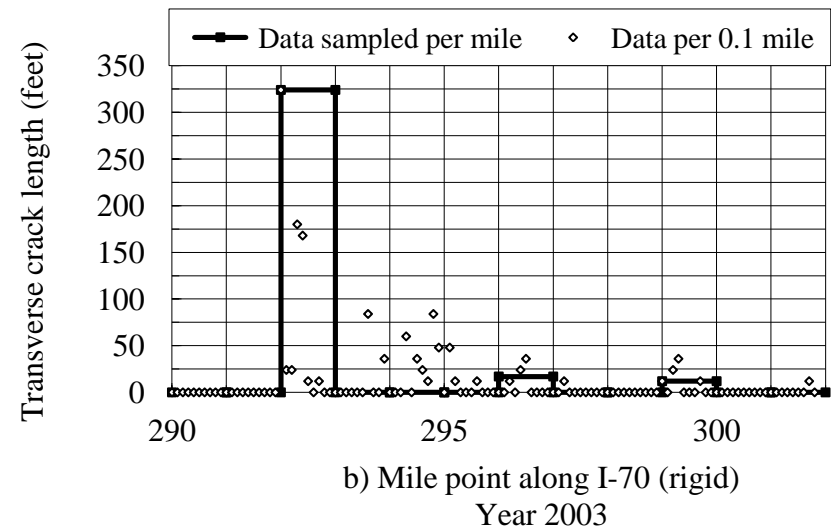 Data sampled per mile Data per 0.1 mile
Transverse crack length (feet)
350
300
250
200
150
100
50
0
290 295 300
b) Mile point along I-70 (rigid)
Year 2003